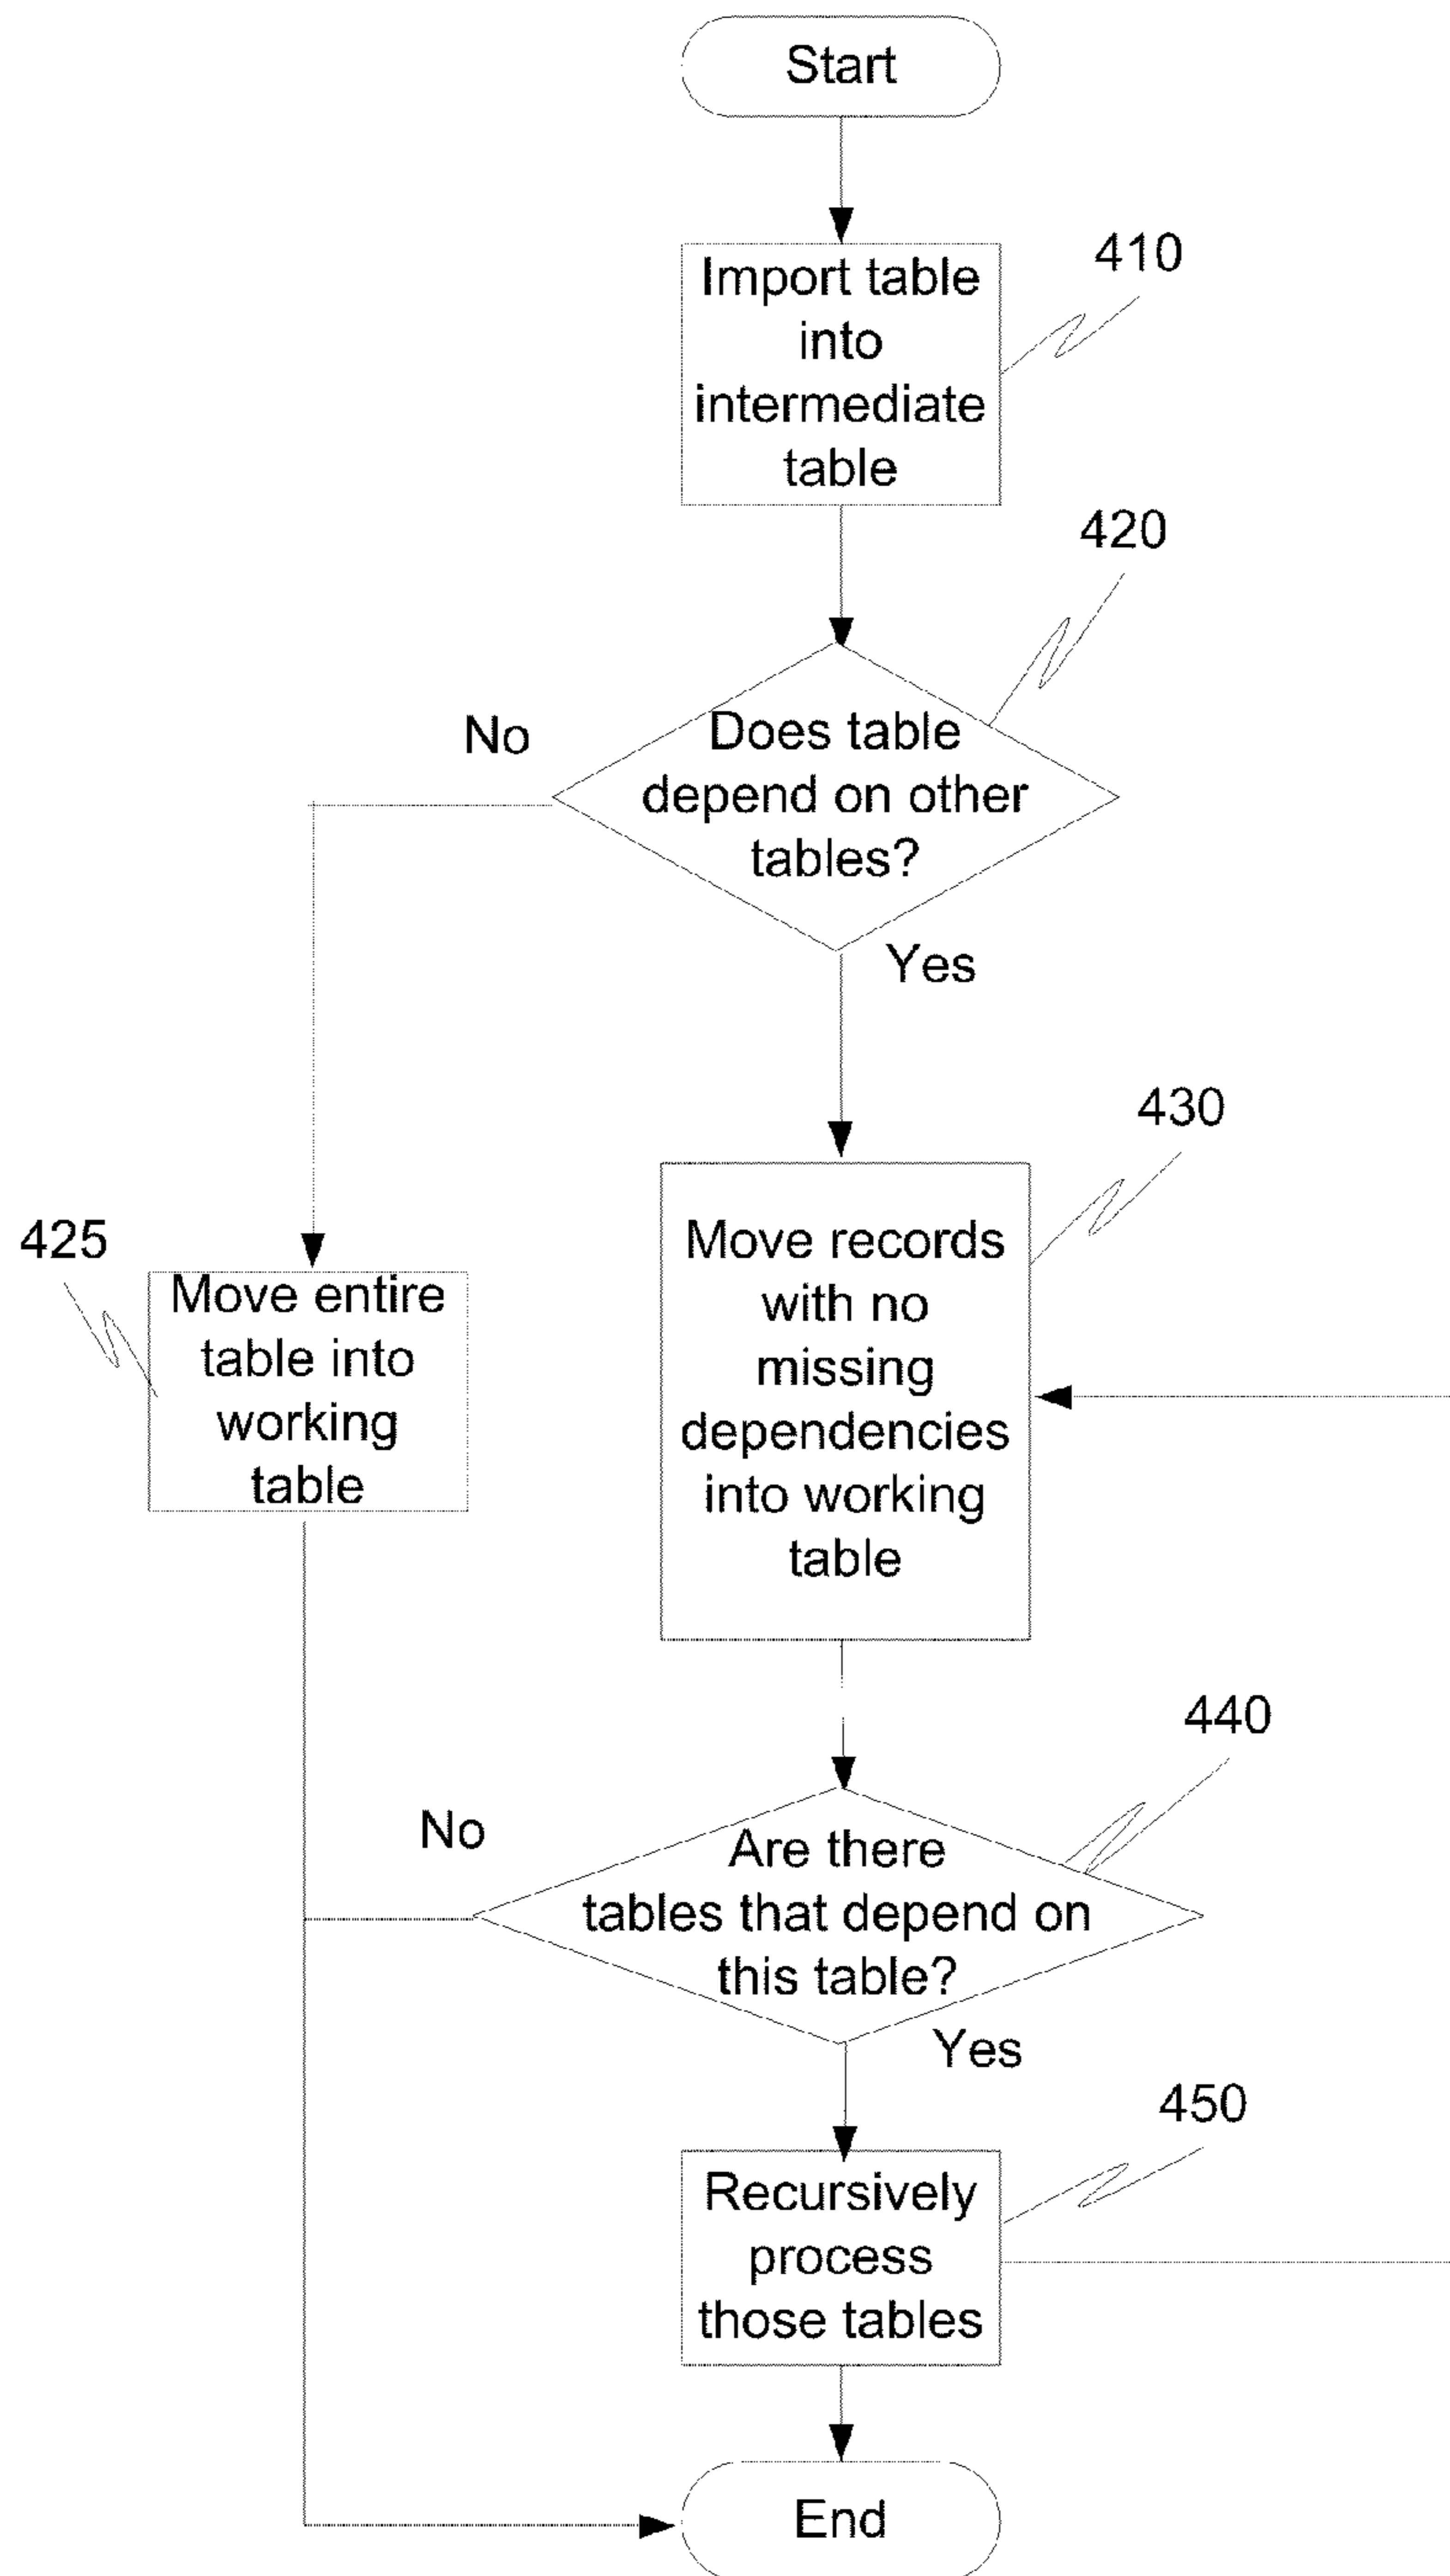 Start
410
Import table
into
intermediate
table
420
No
Does table
depend on other
tables?
Yes
430
425
Move entire
table into
working
table
Move records
with no
missing
dependencies
into working
table
440
No
Are there
tables that depend on
this table?
Yes
450
Recursively
process
those tables
End